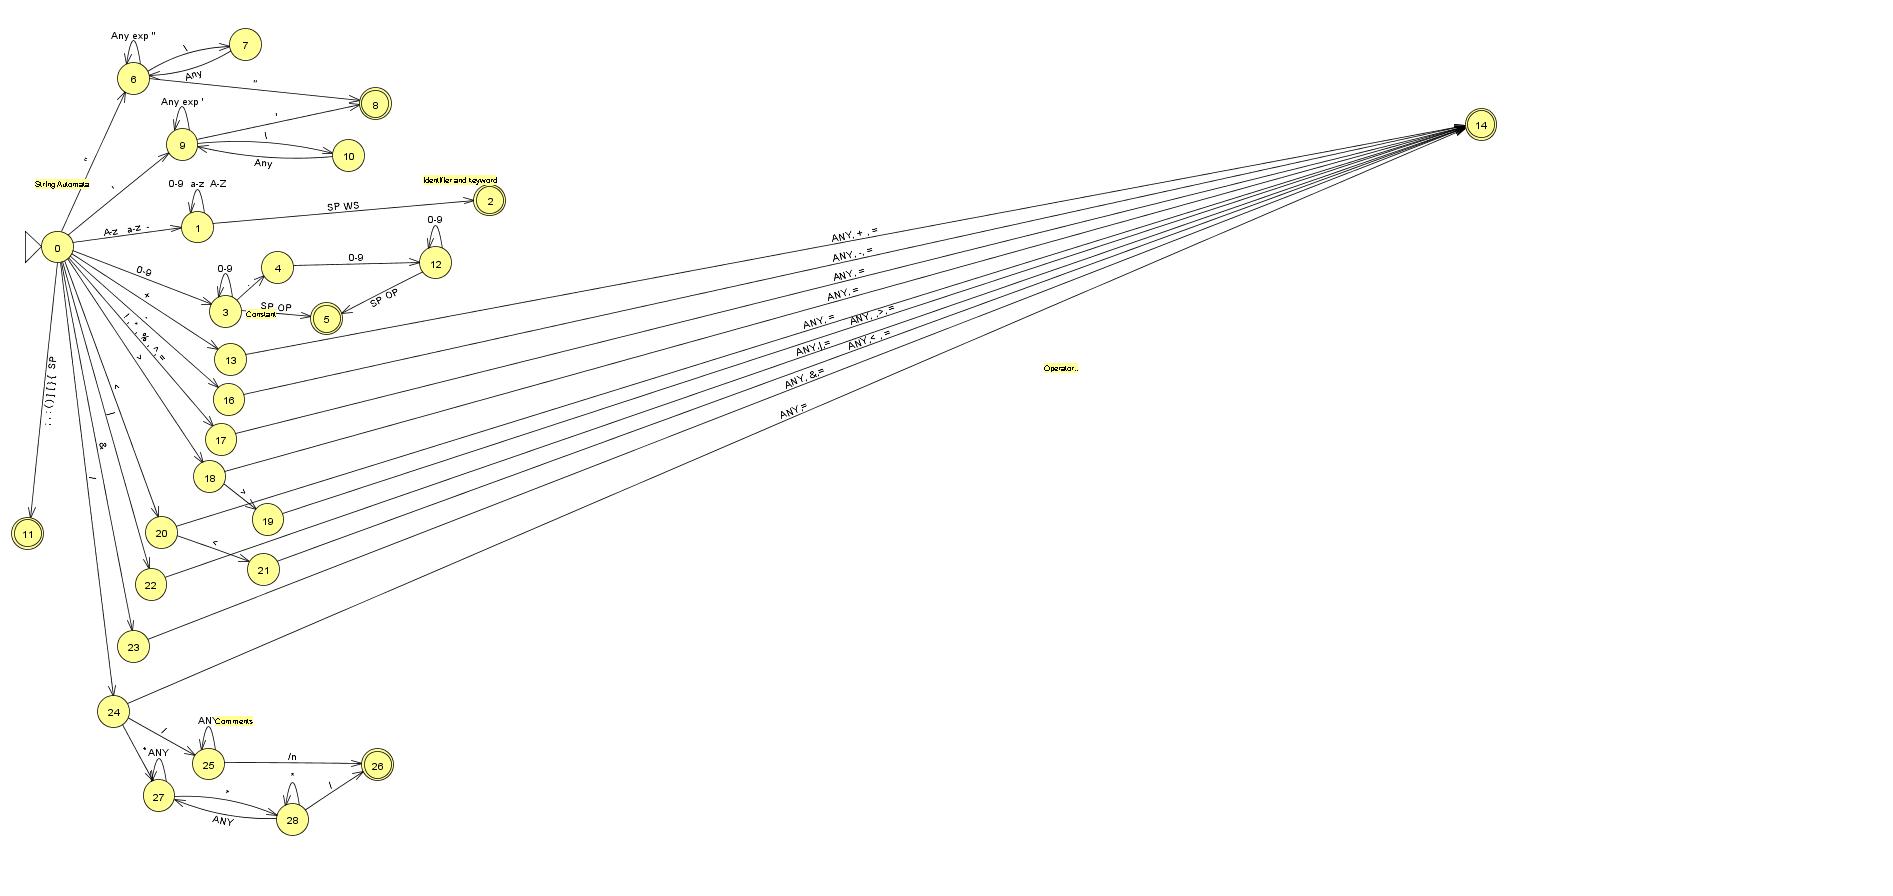 Any exp "
\
7
6
Any
"
8
Any exp '
'
9
\
10
Any
14
"
String Automata
'
Identifier and keyword
0-9 a-z A-Z
2
SP WS
1
A-z a-z -
0-9
ANY, + , =
0
4
0-9
12
ANY, -, =
0-9
0-9
.
ANY, =
SP OP
3
SP OP
Constant
5
ANY, =
+
-
ANY, =
ANY, ,>,=
%, ^, =
>
13
ANY,|,=
ANY,< , =
SP
: , ; ( ) ] [ } {
Operator..
ANY, &,=
<
16
|
ANY,=
17
&
/
18
>
19
11
20
<
21
22
23
24
/
ANY
Comments
*
ANY
25
/n
26
*
/
27
*
28
ANY